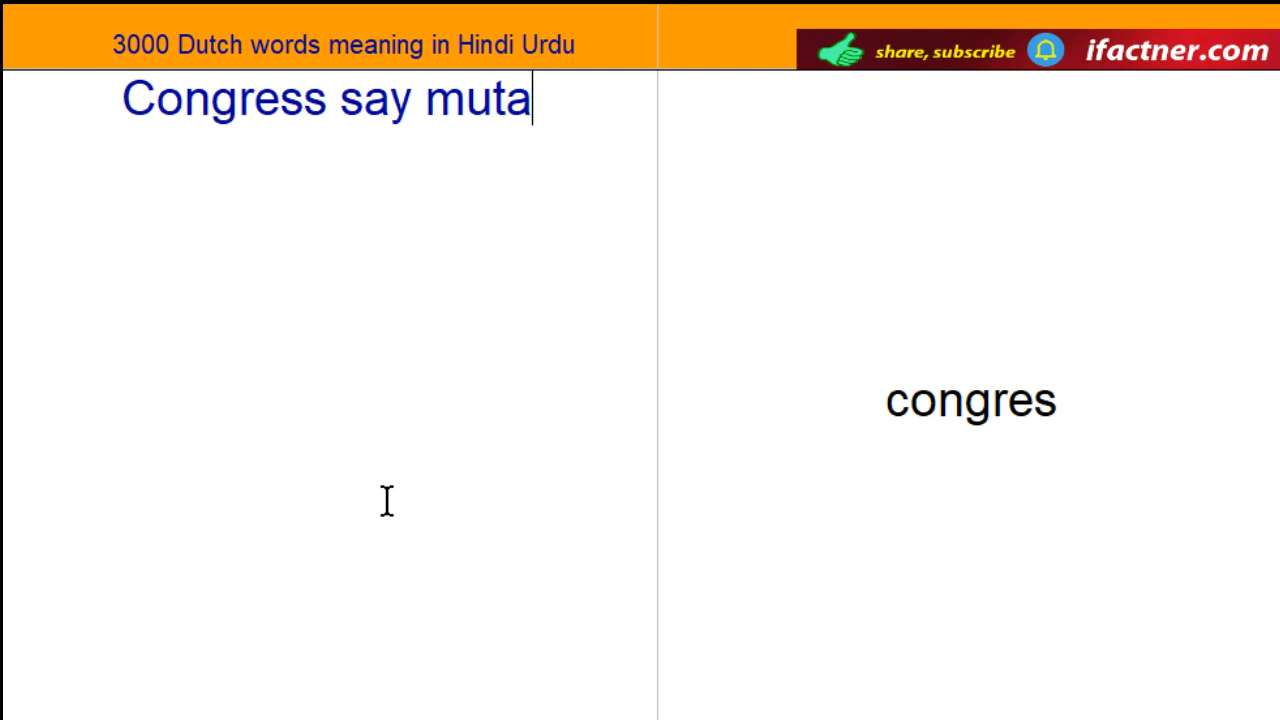 3000 Dutch words meaning in Hindi Urdu
share, subscribe
ifactner.com
Congress say muta
congres